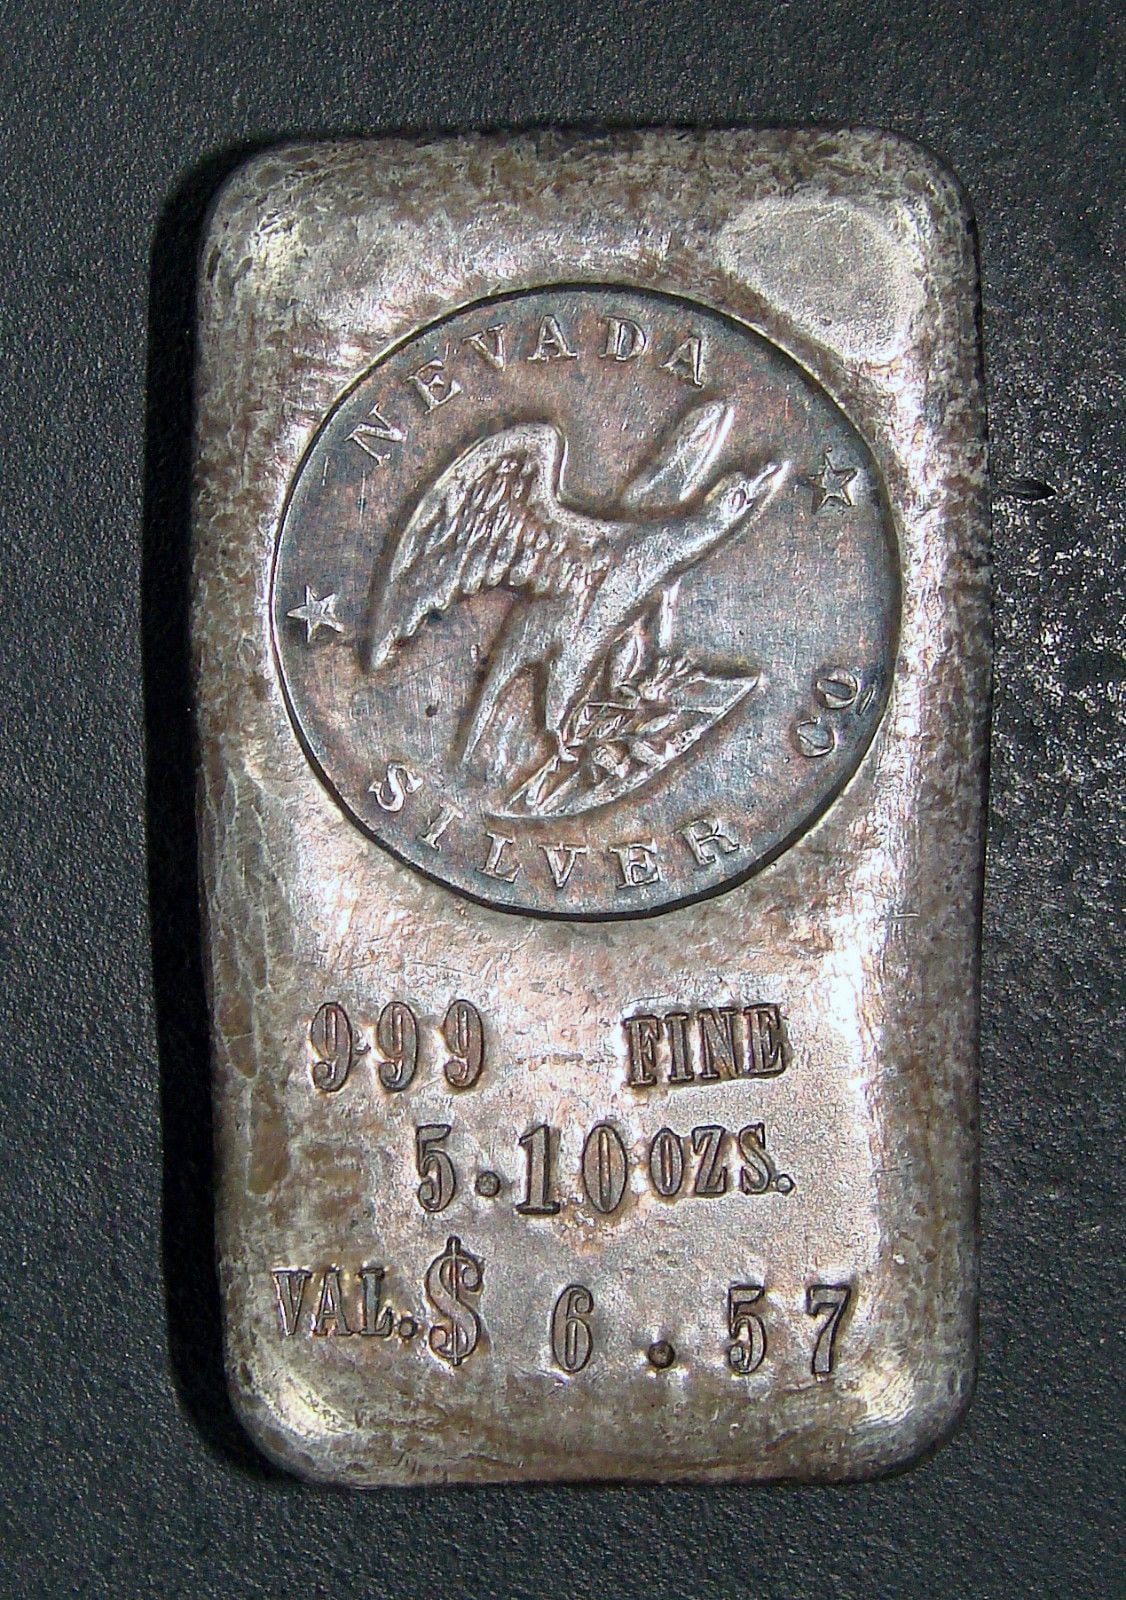 NEVADA
SILVER CO
999 FINE
5.10 OZS.
VAL. $ 6.57